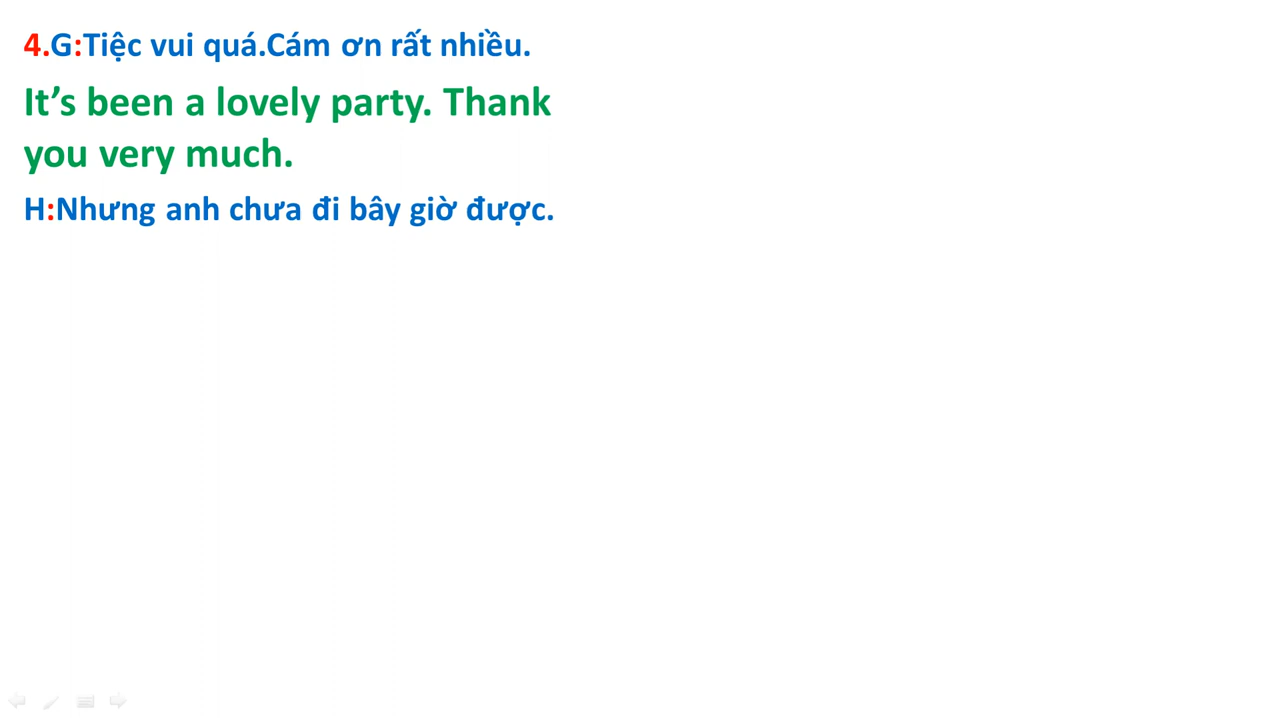 4.G:Tiệc vui quá.Cám ơn rất nhiều.
It’s been a lovely party. Thank
you very much.
H:Nhưng anh chưa đi bây giờ được.